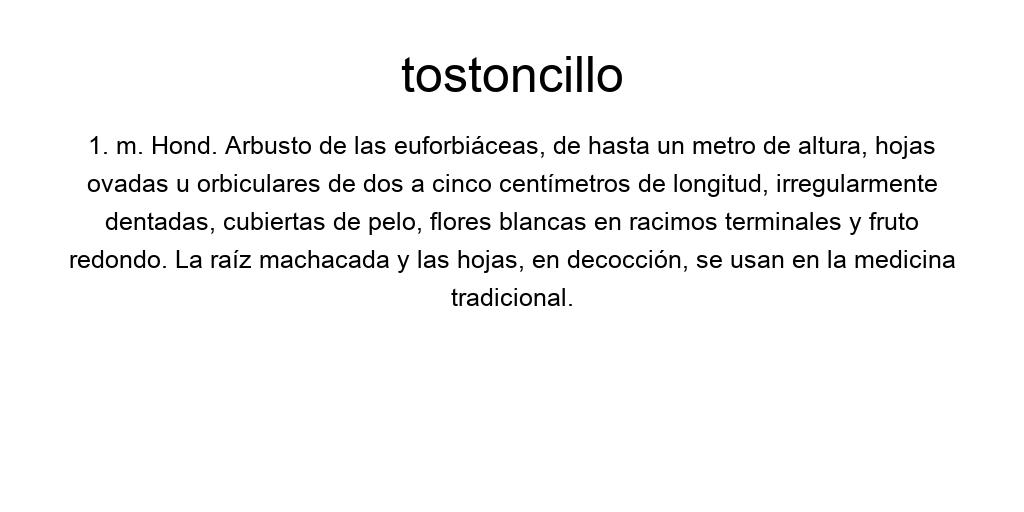 tostoncillo
1. m. Hond. Arbusto de las euforbiáceas, de hasta un metro de altura, hojas
ovadas u orbiculares de dos a cinco centímetros de longitud, irregularmente
dentadas, cubiertas de pelo, flores blancas en racimos terminales y fruto
redondo. La raíz machacada y las hojas, en decocción, se usan en la medicina
tradicional.